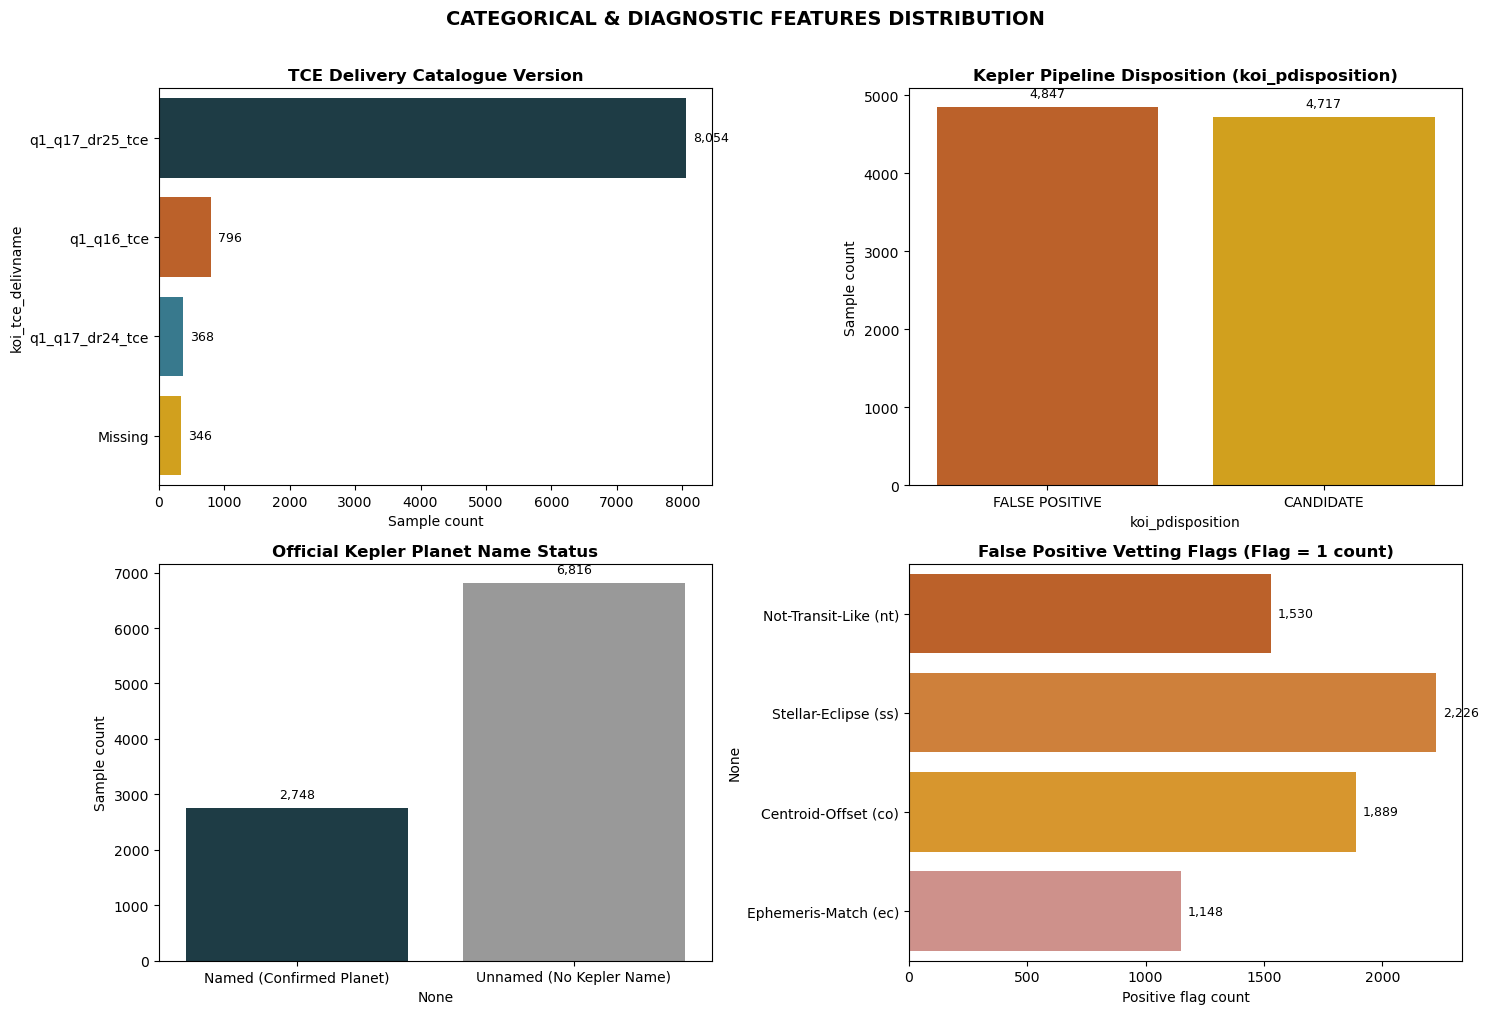 CATEGORICAL & DIAGNOSTIC FEATURES DISTRIBUTION
TCE Delivery Catalogue Version
koi_tce_delivname
q1_q17_dr25_tce
8,054
q1_q16_tce
796
q1_q17_dr24_tce
368
Missing
346
0 1000 2000 3000 4000 5000 6000 7000 8000
Sample count
Kepler Pipeline Disposition (koi_pdisposition)
Sample count
5000
4000
3000
2000
1000
0
4,847
4,717
FALSE POSITIVE CANDIDATE
koi_pdisposition
Official Kepler Planet Name Status
Sample count
7000
6000
5000
4000
3000
2000
1000
0
2,748
6,816
Named (Confirmed Planet) Unnamed (No Kepler Name)
None
False Positive Vetting Flags (Flag = 1 count)
None
Not-Transit-Like (nt)
1,530
Stellar-Eclipse (ss)
2,226
Centroid-Offset (co)
1,889
Ephemeris-Match (ec)
1,148
0 500 1000 1500 2000
Positive flag count